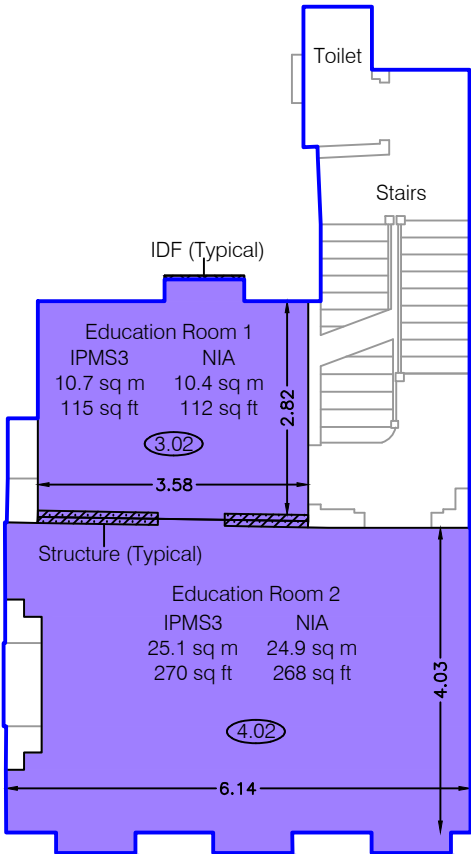 Toilet
Stairs
IDF (Typical)
Education Room 1
IPMS3 NIA
10.7 sq m 10.4 sq m
115 sq ft 112 sq ft
2.82
3.02
3.58
Structure (Typical)
Education Room 2
IPMS3 NIA
25.1 sq m 24.9 sq m
270 sq ft 268 sq ft
4.03
4.02
6.14